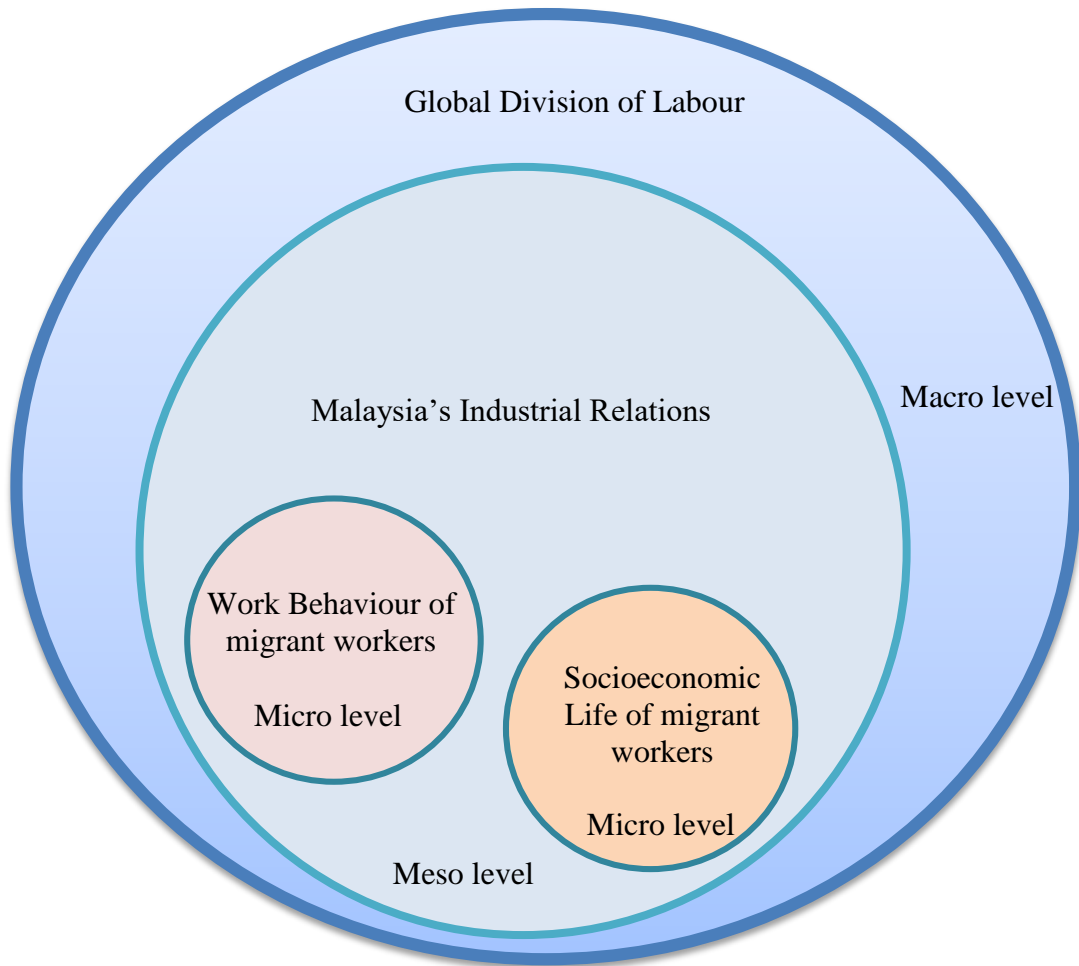 Global Division of Labour
Macro level
Malaysia’s Industrial Relations
Work Behaviour of
migrant workers
Micro level
Socioeconomic
Life of migrant
workers
Micro level
Meso level